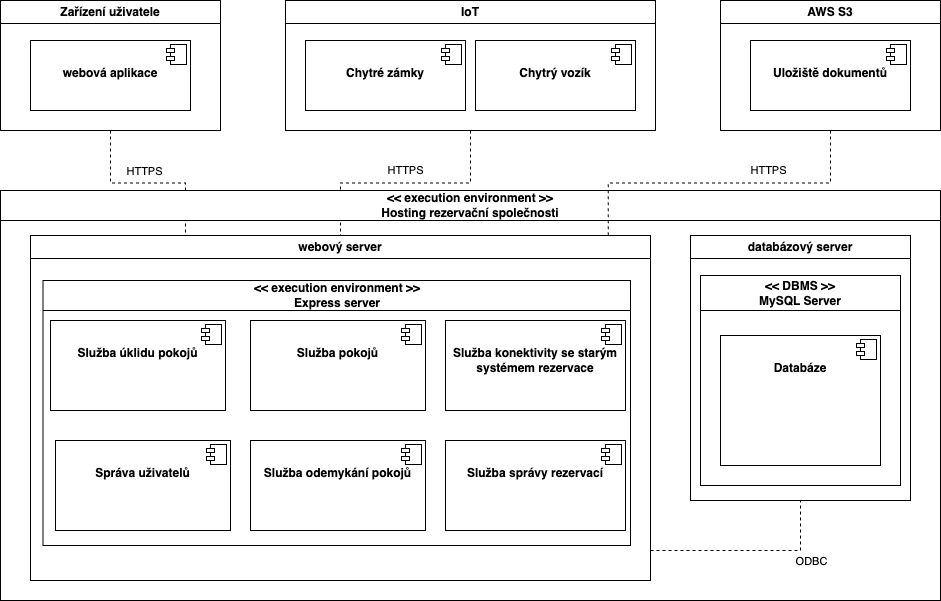 Zařízení uživatele
IoT
AWS S3
webová aplikace
Chytré zámky
Chytrý vozík
Uložiště dokumentů
HTTPS
HTTPS
HTTPS
<< execution environment >>
Hosting rezervační společnosti
webový server
databázový server
<< execution environment >>
Express server
<< DBMS >>
MySQL Server
Služba úklidu pokojů
Služba pokojů
Služba konektivity se starým
systémem rezervace
Databáze
Správa uživatelů
Služba odemykání pokojů
Služba správy rezervací
ODBC